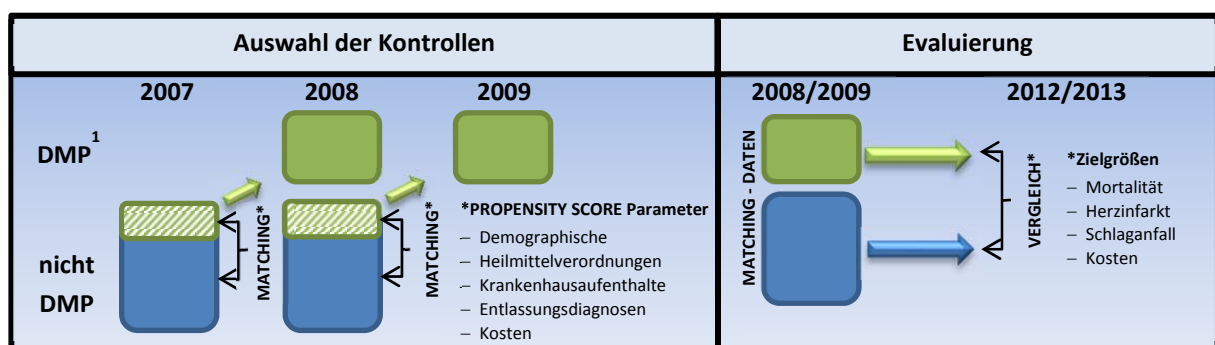 Auswahl der Kontrollen
Evaluierung
2007
2008
2009
DMP1
nicht
DMP
MATCHING*
MATCHING*
*PROPENSITY SCORE Parameter
– Demographische
– Heilmittelverordnungen
– Krankenhausaufenthalte
– Entlassungsdiagnosen
– Kosten
2008/2009
2012/2013
MATCHING - DATEN
VERGLEICH*
*Zielgrößen
– Mortalität
– Herzinfarkt
– Schlaganfall
– Kosten